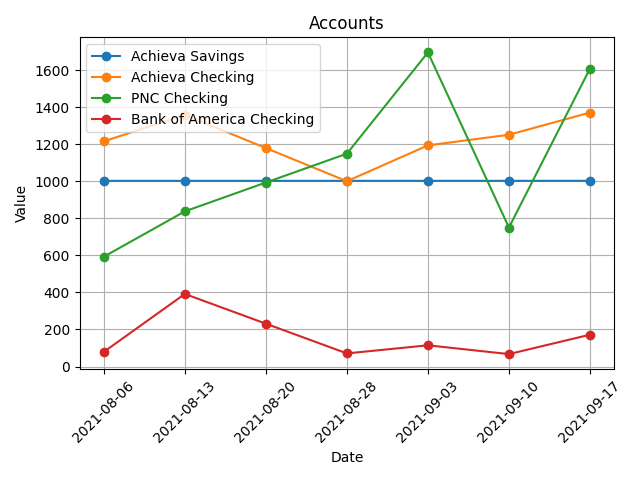 Accounts
Achieva Savings
Achieva Checking
PNC Checking
Bank of America Checking
Value
1600
1400
1200
1000
800
600
400
200
0
2021-08-06
2021-08-13
2021-08-20
2021-08-28
2021-09-03
2021-09-10
2021-09-17
Date